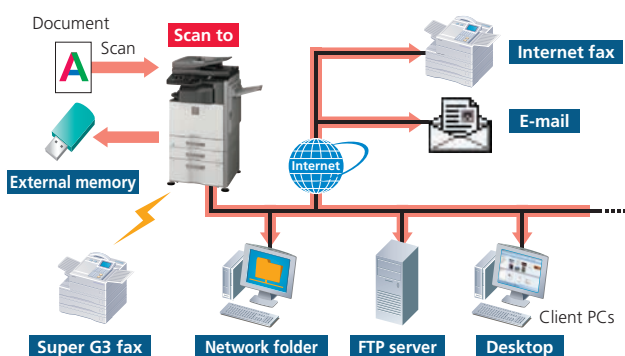 Document
Scan
A
Scan to
Internet fax
E-mail
Internet
External memory
Client PCs
Super G3 fax
Network folder
FTP server
Desktop